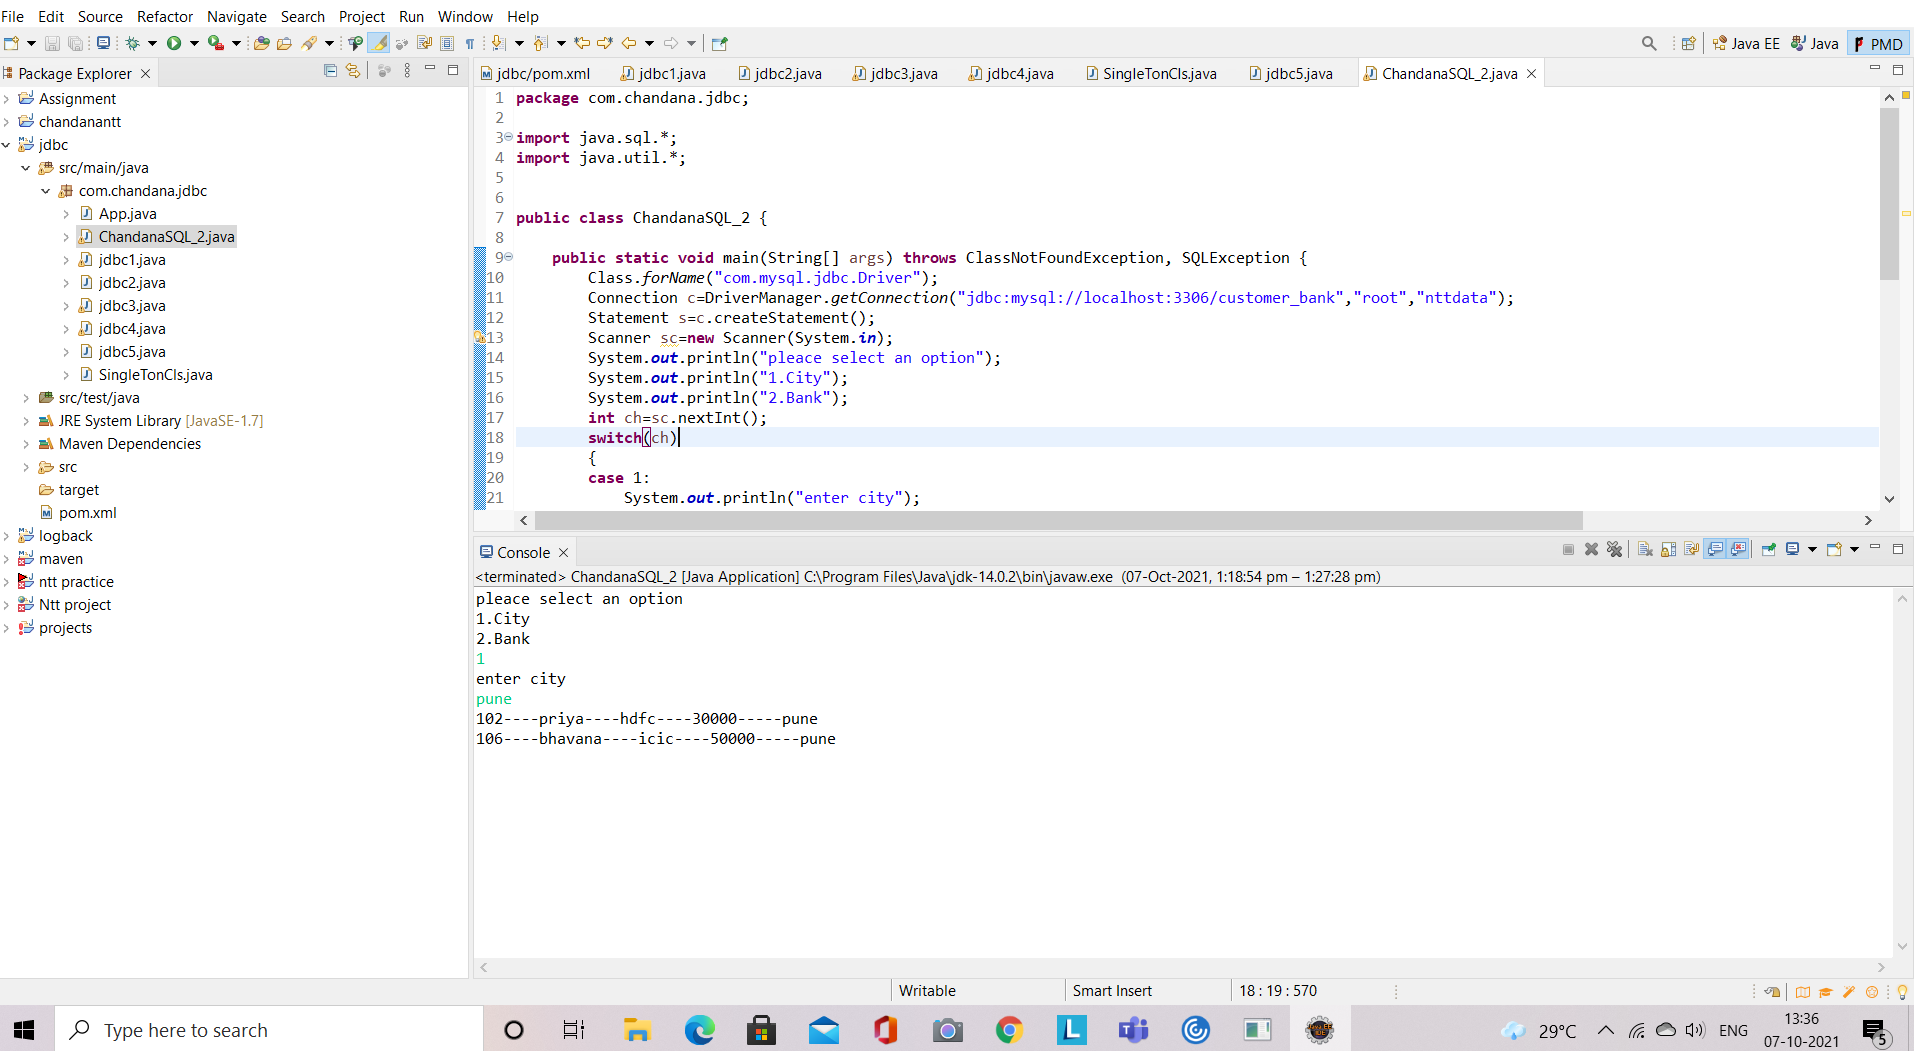 File Edit Source Refactor Navigate Search Project Run Window Help
Java EE Java PMD
Package Explorer
Assignment
chandanantt
jdbc
src/main/java
com.chandana.jdbc
App.java
ChandanaSQL_2.java
jdbc1.java
jdbc2.java
jdbc3.java
jdbc4.java
jdbc5.java
SingleTonCls.java
src/test/java
JRE System Library [JavaSE-1.7]
Maven Dependencies
src
target
pom.xml
logback
maven
ntt practice
Ntt project
projects
jdbc/pom.xml jdbc1.java jdbc2.java jdbc3.java jdbc4.java SingleTonCls.java jdbc5.java ChandanaSQL_2.java
1 package com.chandana.jdbc;
2
3 import java.sql.*;
4 import java.util.*;
5
6
7 public class ChandanaSQL_2 {
8
9 public static void main(String[] args) throws ClassNotFoundException, SQLException {
10 Class.forName("com.mysql.jdbc.Driver");
11 Connection c=DriverManager.getConnection("jdbc:mysql://localhost:3306/customer_bank","root","nttdata");
12 Statement s=c.createStatement();
13 Scanner sc=new Scanner(System.in);
14 System.out.println("pleace select an option");
15 System.out.println("1.City");
16 System.out.println("2.Bank");
17 int ch=sc.nextInt();
18 switch(ch)
19 {
20 case 1:
21 System.out.println("enter city");
Console
<terminated> ChandanaSQL_2 [Java Application] C:\Program Files\Java\jdk-14.0.2\bin\javaw.exe (07-Oct-2021, 1:18:54 pm – 1:27:28 pm)
pleace select an option
1.City
2.Bank
1
enter city
pune
102----priya----hdfc----30000-----pune
106----bhavana----icic----50000-----pune
Writable Smart Insert 18 : 19 : 570
Type here to search
29°C ENG
13:36
07-10-2021
5